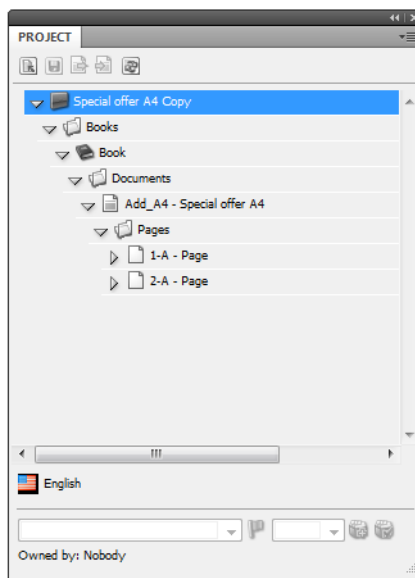 PROJECT
Special offer A4 Copy
Books
Book
Documents
Add_A4 - Special offer A4
Pages
1-A - Page
2-A - Page
English
Owned by: Nobody